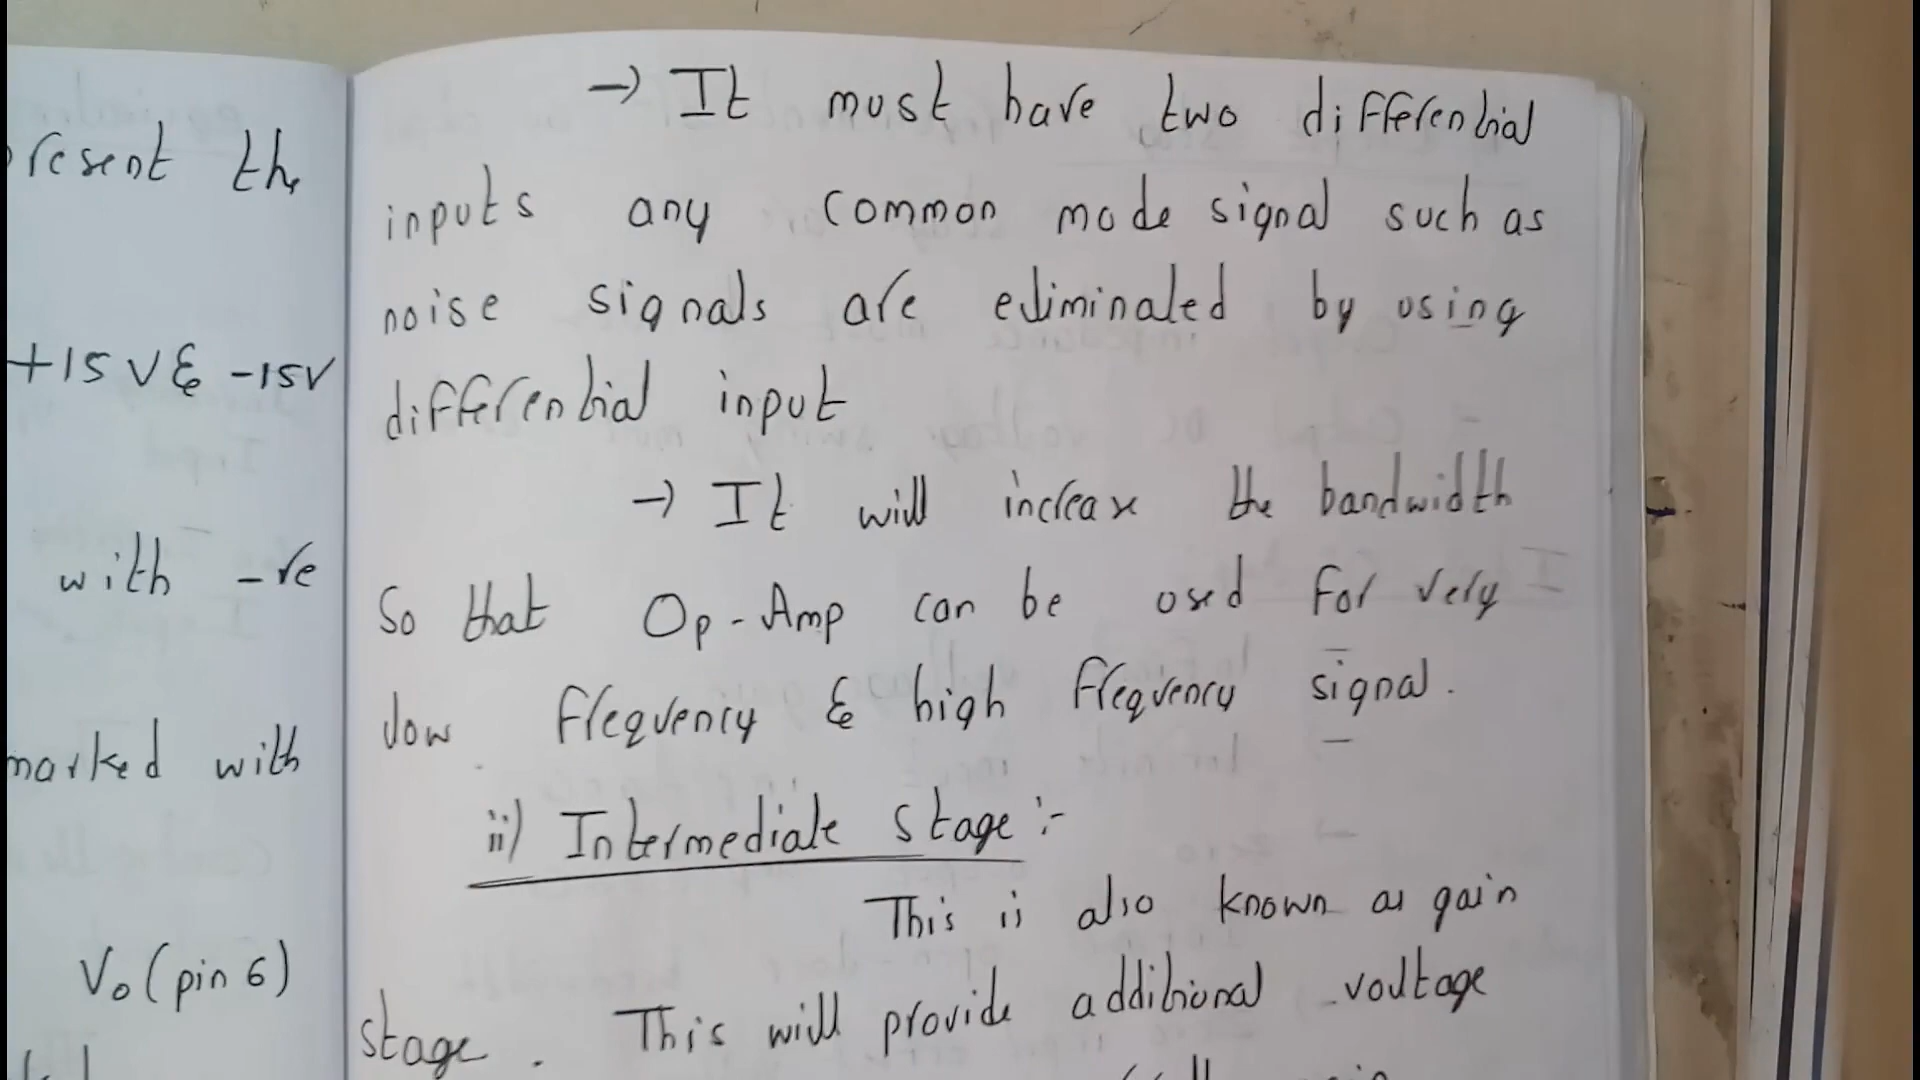 resent the
+15 V & -15V
with -ve
marked with
Vo (pin 6)
→ It must have two differential
inputs any common mode signal such as
noise signals are eliminated by using
differential input
→ It will increase the bandwidth
So that Op-Amp can be used for very
low frequency & high frequency signal.
ii) Intermediate stage :-
This is also known as gain
stage. This will provide additional voltage